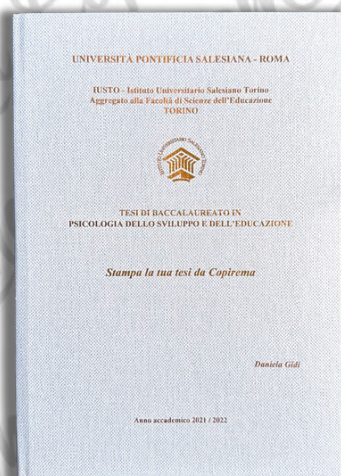 UNIVERSITÀ PONTIFICIA SALESIANA - ROMA
IUSTO - Istituto Universitario Salesiano Torino
Aggregato alla Facoltà di Scienze dell'Educazione
TORINO
TESI DI BACCALAUREATO IN
PSICOLOGIA DELLO SVILUPPO E DELL'EDUCAZIONE
Stampa la tua tesi da Copirema
Daniela Gidi
Anno accademico 2021 / 2022